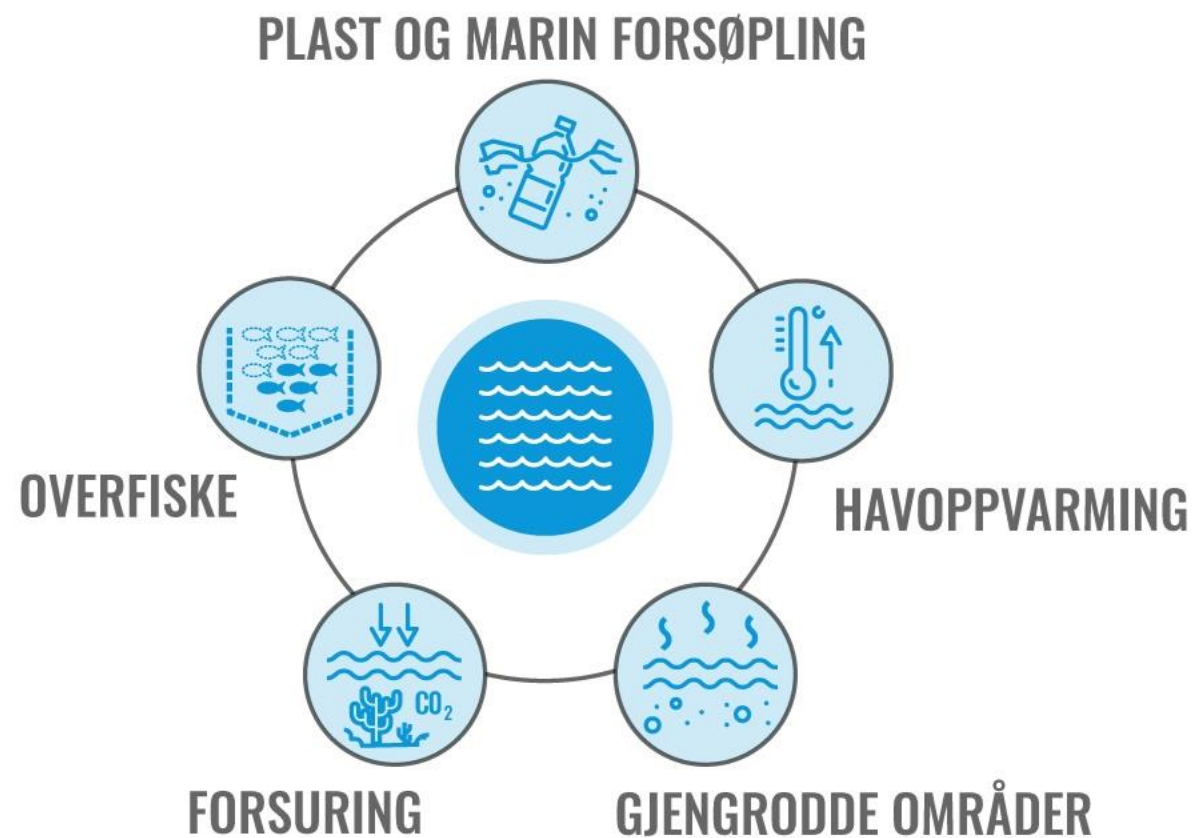 PLAST OG MARIN FORSØPLING
OVERFISKE
HAVOPPVARMING
CO2
FORSURING
GJENGRODDE OMRÅDER